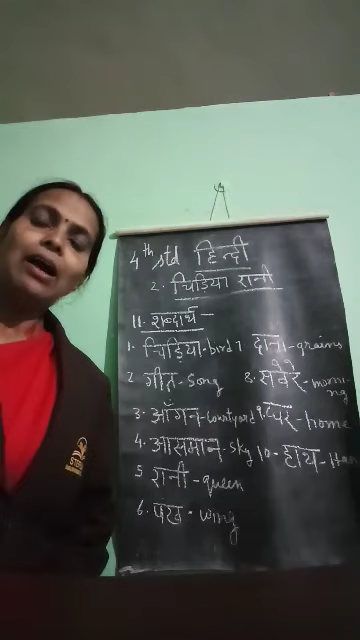 4th std हिन्दी
2. चिडिया रानी
II. शब्दार्थ -
1. चिड़िया - bird 7 दाना - grains
2. गीत - song 8. सवेरे - morning
3. आँगन - courtyard 9. घर - home
4. आसमान - sky 10 - हाथ -
5 रानी - queen
6. पंख - wing